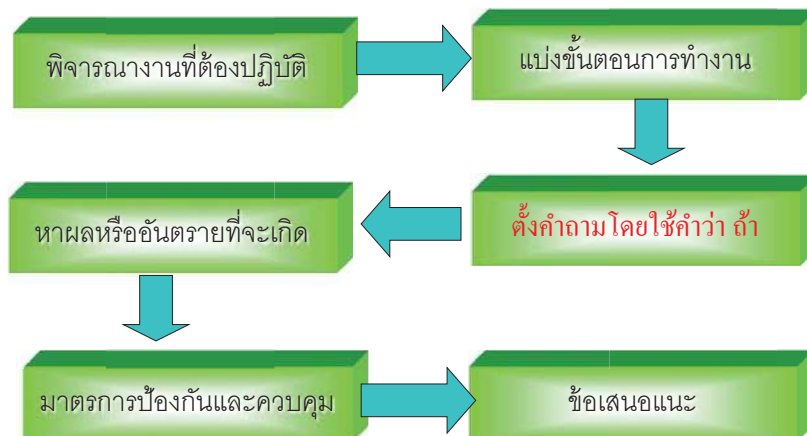 พิจารณางานที่ต้องปฏิบัติ
แบ่งขั้นตอนการทำงาน
ตั้งคำถามโดยใช้คำว่า ถ้า
หาผลหรืออันตรายที่จะเกิด
มาตรการป้องกันและควบคุม
ข้อเสนอแนะ